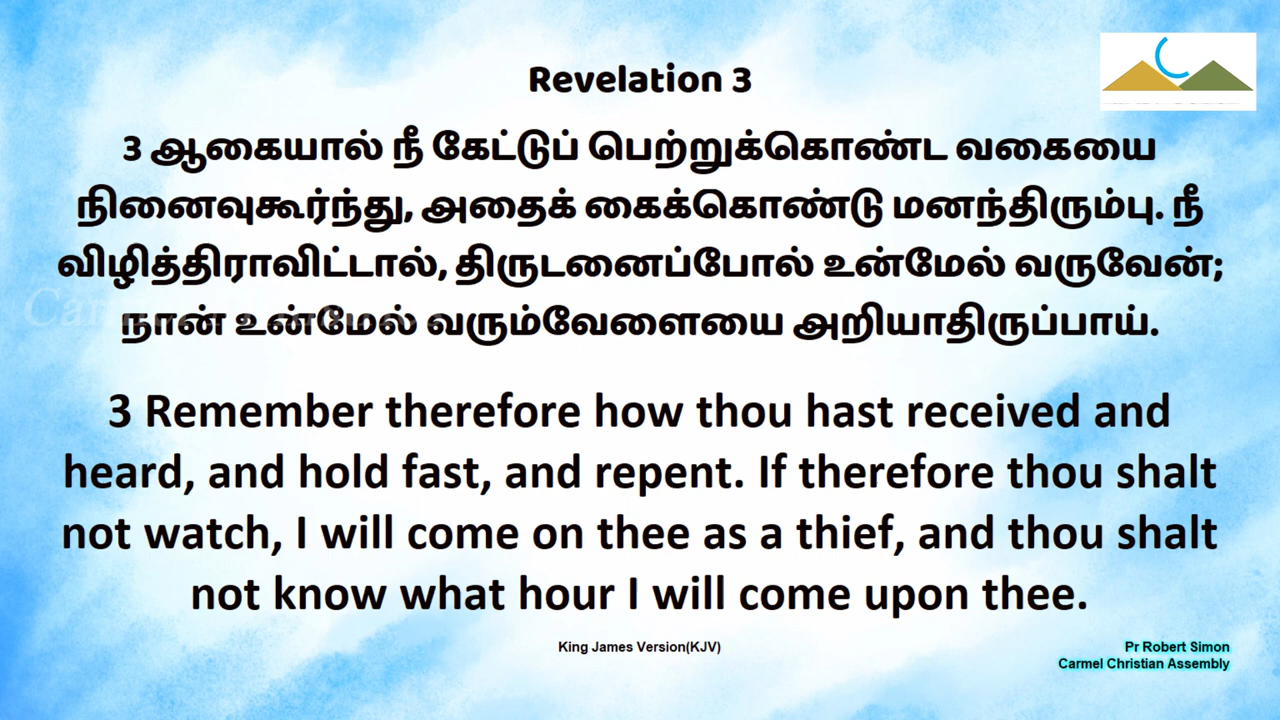 Revelation 3
3 ஆகையால் நீ கேட்டுப் பெற்றுக்கொண்ட வகையை
நினைவுகூர்ந்து, அதைக் கைக்கொண்டு மனந்திரும்பு. நீ
விழித்திராவிட்டால், திருடனைப்போல் உன்மேல் வருவேன்;
நான் உன்மேல் வரும்வேளையை அறியாதிருப்பாய்.
3 Remember therefore how thou hast received and
heard, and hold fast, and repent. If therefore thou shalt
not watch, I will come on thee as a thief, and thou shalt
not know what hour I will come upon thee.
King James Version(KJV)
Pr Robert Simon
Carmel Christian Assembly